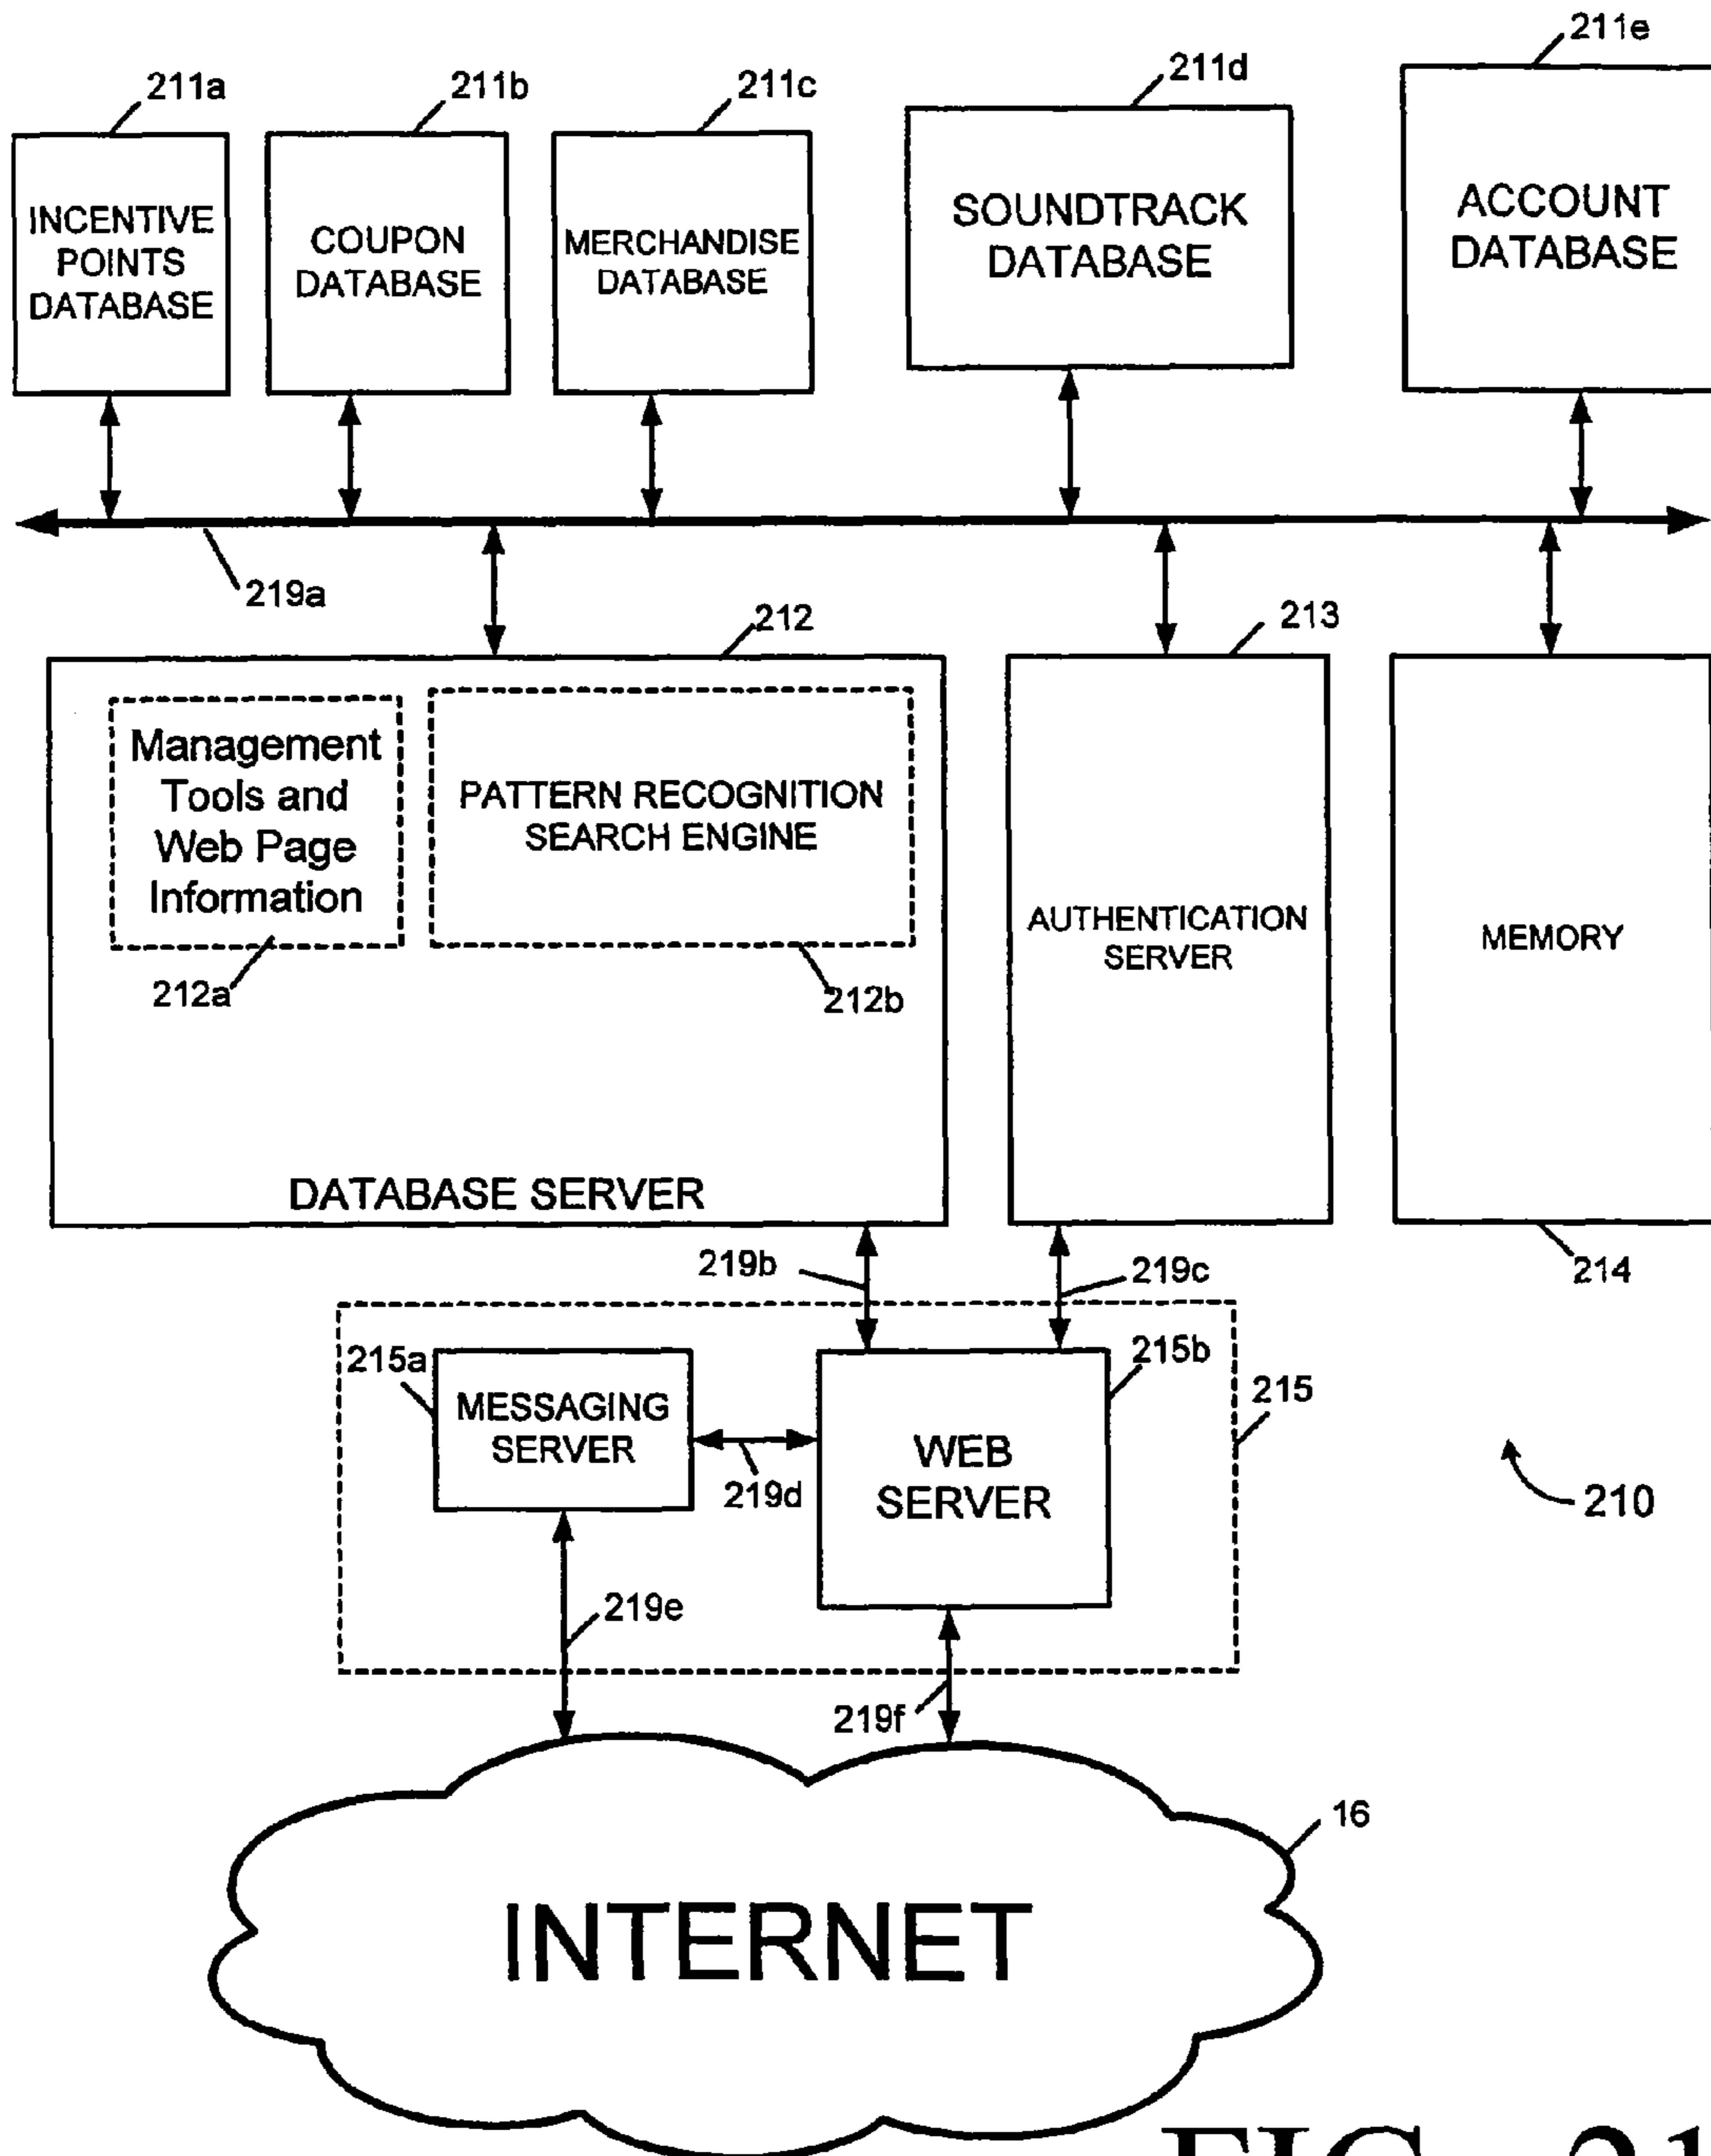 211a
211b
211c
211d
211e
INCENTIVE
POINTS
DATABASE
COUPON
DATABASE
MERCHANDISE
DATABASE
SOUNDTRACK
DATABASE
ACCOUNT
DATABASE
219a
212
213
Management
Tools and
Web Page
Information
212a
PATTERN RECOGNITION
SEARCH ENGINE
212b
DATABASE SERVER
AUTHENTICATION
SERVER
MEMORY
214
219b
219c
215a
MESSAGING
SERVER
219d
WEB
SERVER
215b
215
210
219e
219f
16
INTERNET
FIG. 21